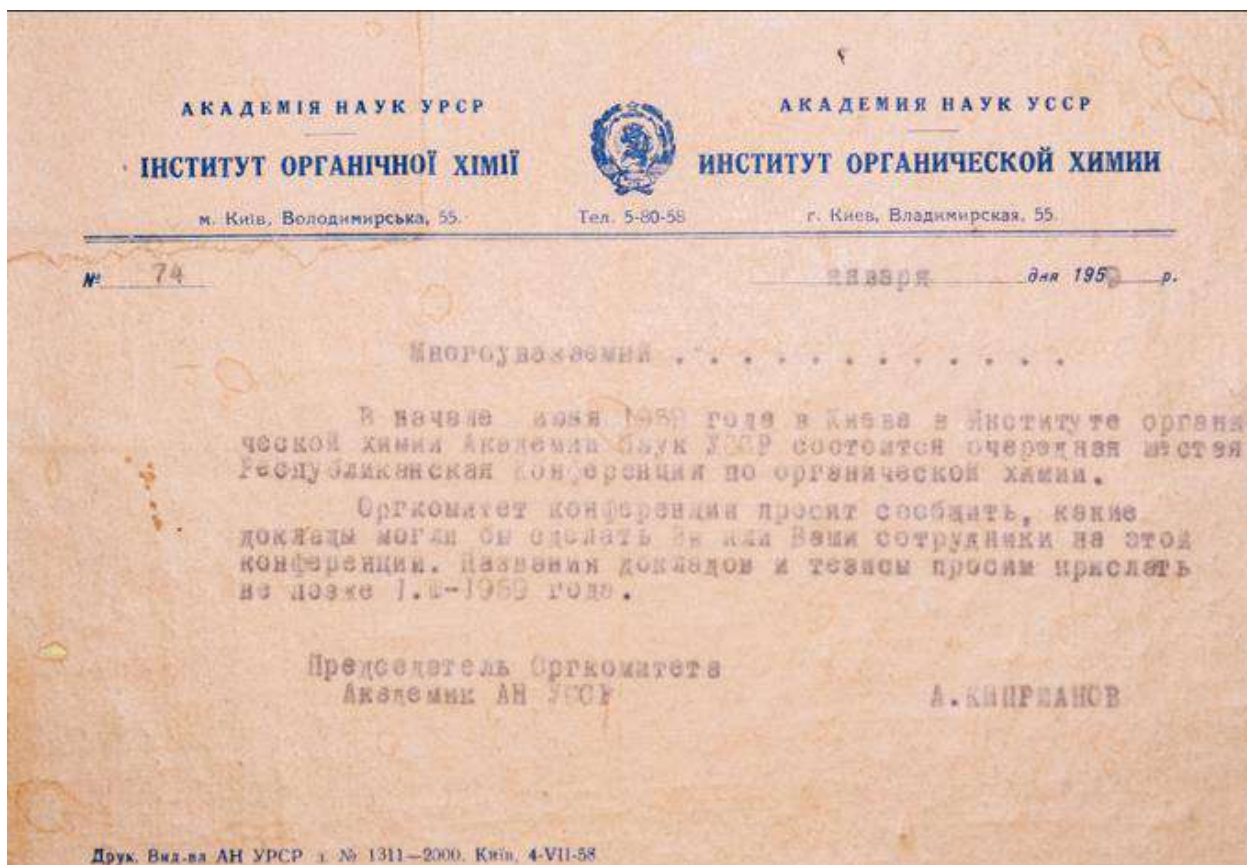 АКАДЕМІЯ НАУК УРСР
ІНСТИТУТ ОРГАНІЧНОЇ ХІМІЇ
м. Київ, Володимирська, 55.
Тел. 5-80-58
АКАДЕМИЯ НАУК УССР
ИНСТИТУТ ОРГАНИЧЕСКОЙ ХИМИИ
г. Киев, Владимирская, 55.
№ 74 января дня 1959 р.
Многоуважаемый . . . . . . . . . . . .
В начале июня 1959 года в Киеве в Институте органи
ческой химии Академии Наук УССР состоится очередная шестая
Республиканская Конференция по органической химии.
Оргкомитет конференции просит сообщить, какие
доклады могли бы сделать Вы или Ваши сотрудники на этой
конференции. Названия докладов и тезисы просим прислать
не позже 1959 года.
Председатель Оргкомитета
Академик АН УССР А.КИПРИАНОВ
Друк. Вид-ва АН УРСР з. № 1311—2000. Київ, 4-VII-58